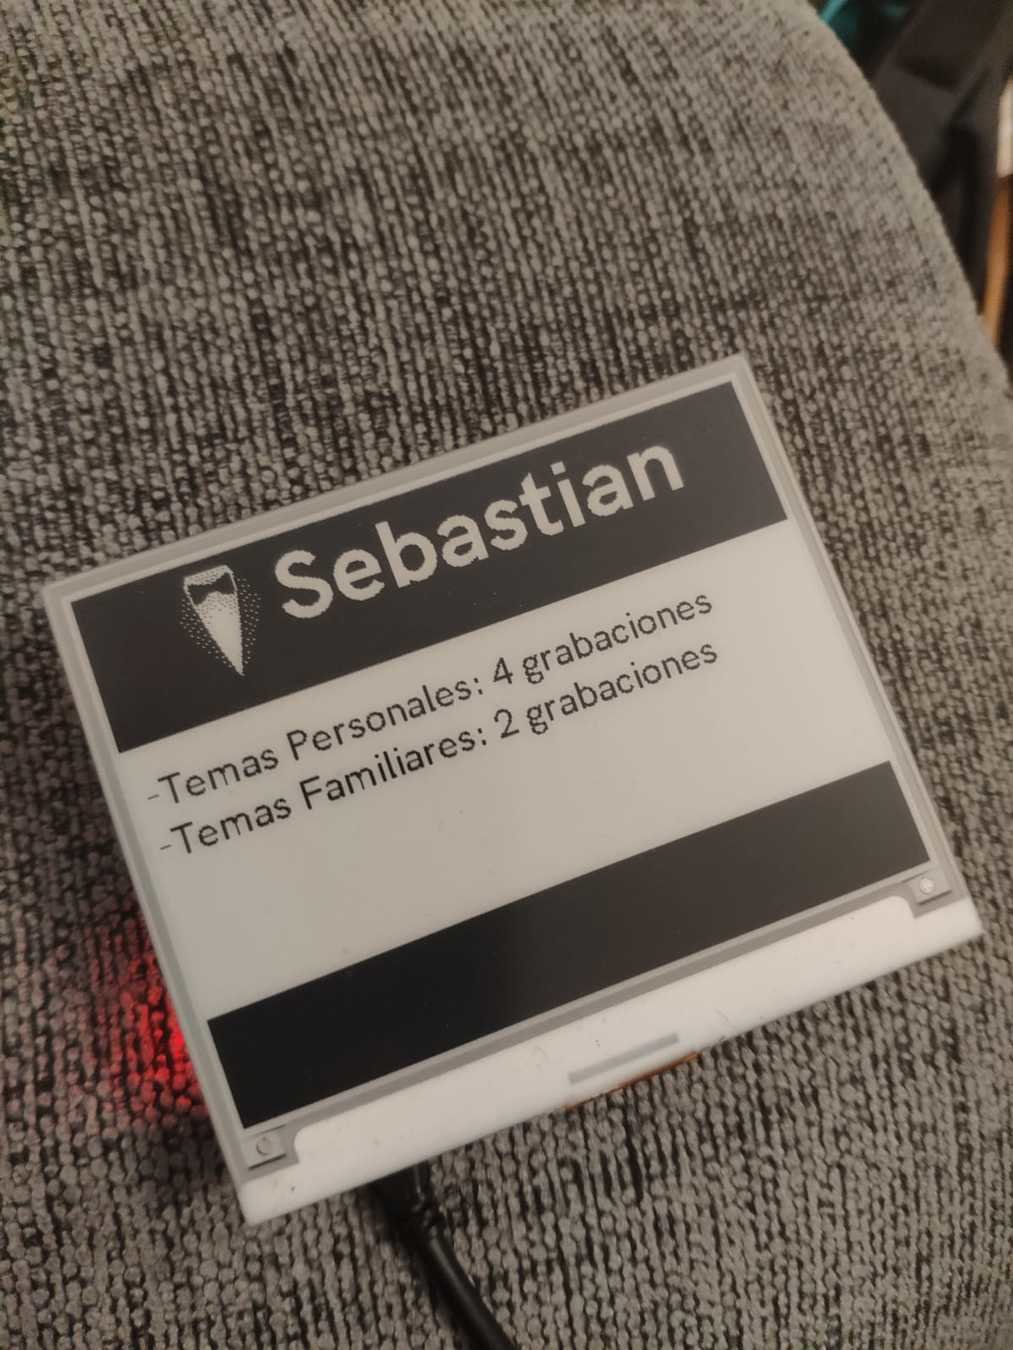 Sebastian
-Temas Personales: 4 grabaciones
-Temas Familiares: 2 grabaciones